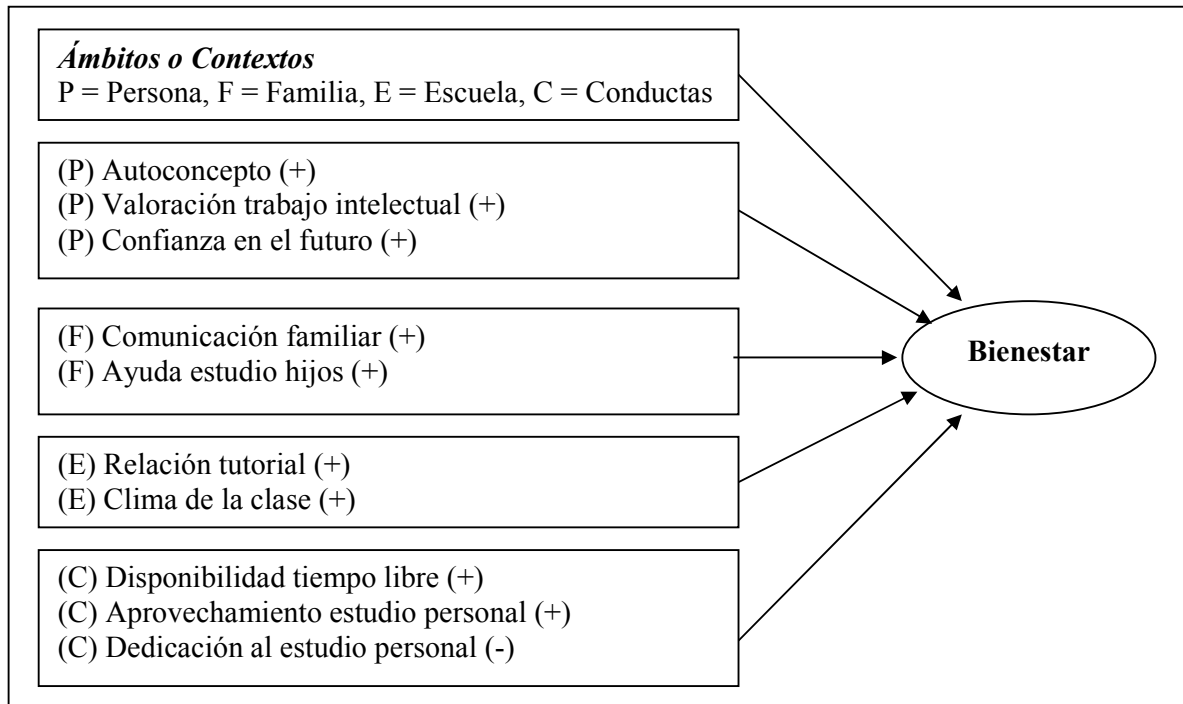 Ámbitos o Contextos
P = Persona, F = Familia, E = Escuela, C = Conductas
(P) Autoconcepto (+)
(P) Valoración trabajo intelectual (+)
(P) Confianza en el futuro (+)
(F) Comunicación familiar (+)
(F) Ayuda estudio hijos (+)
(E) Relación tutorial (+)
(E) Clima de la clase (+)
(C) Disponibilidad tiempo libre (+)
(C) Aprovechamiento estudio personal (+)
(C) Dedicación al estudio personal (-)
Bienestar